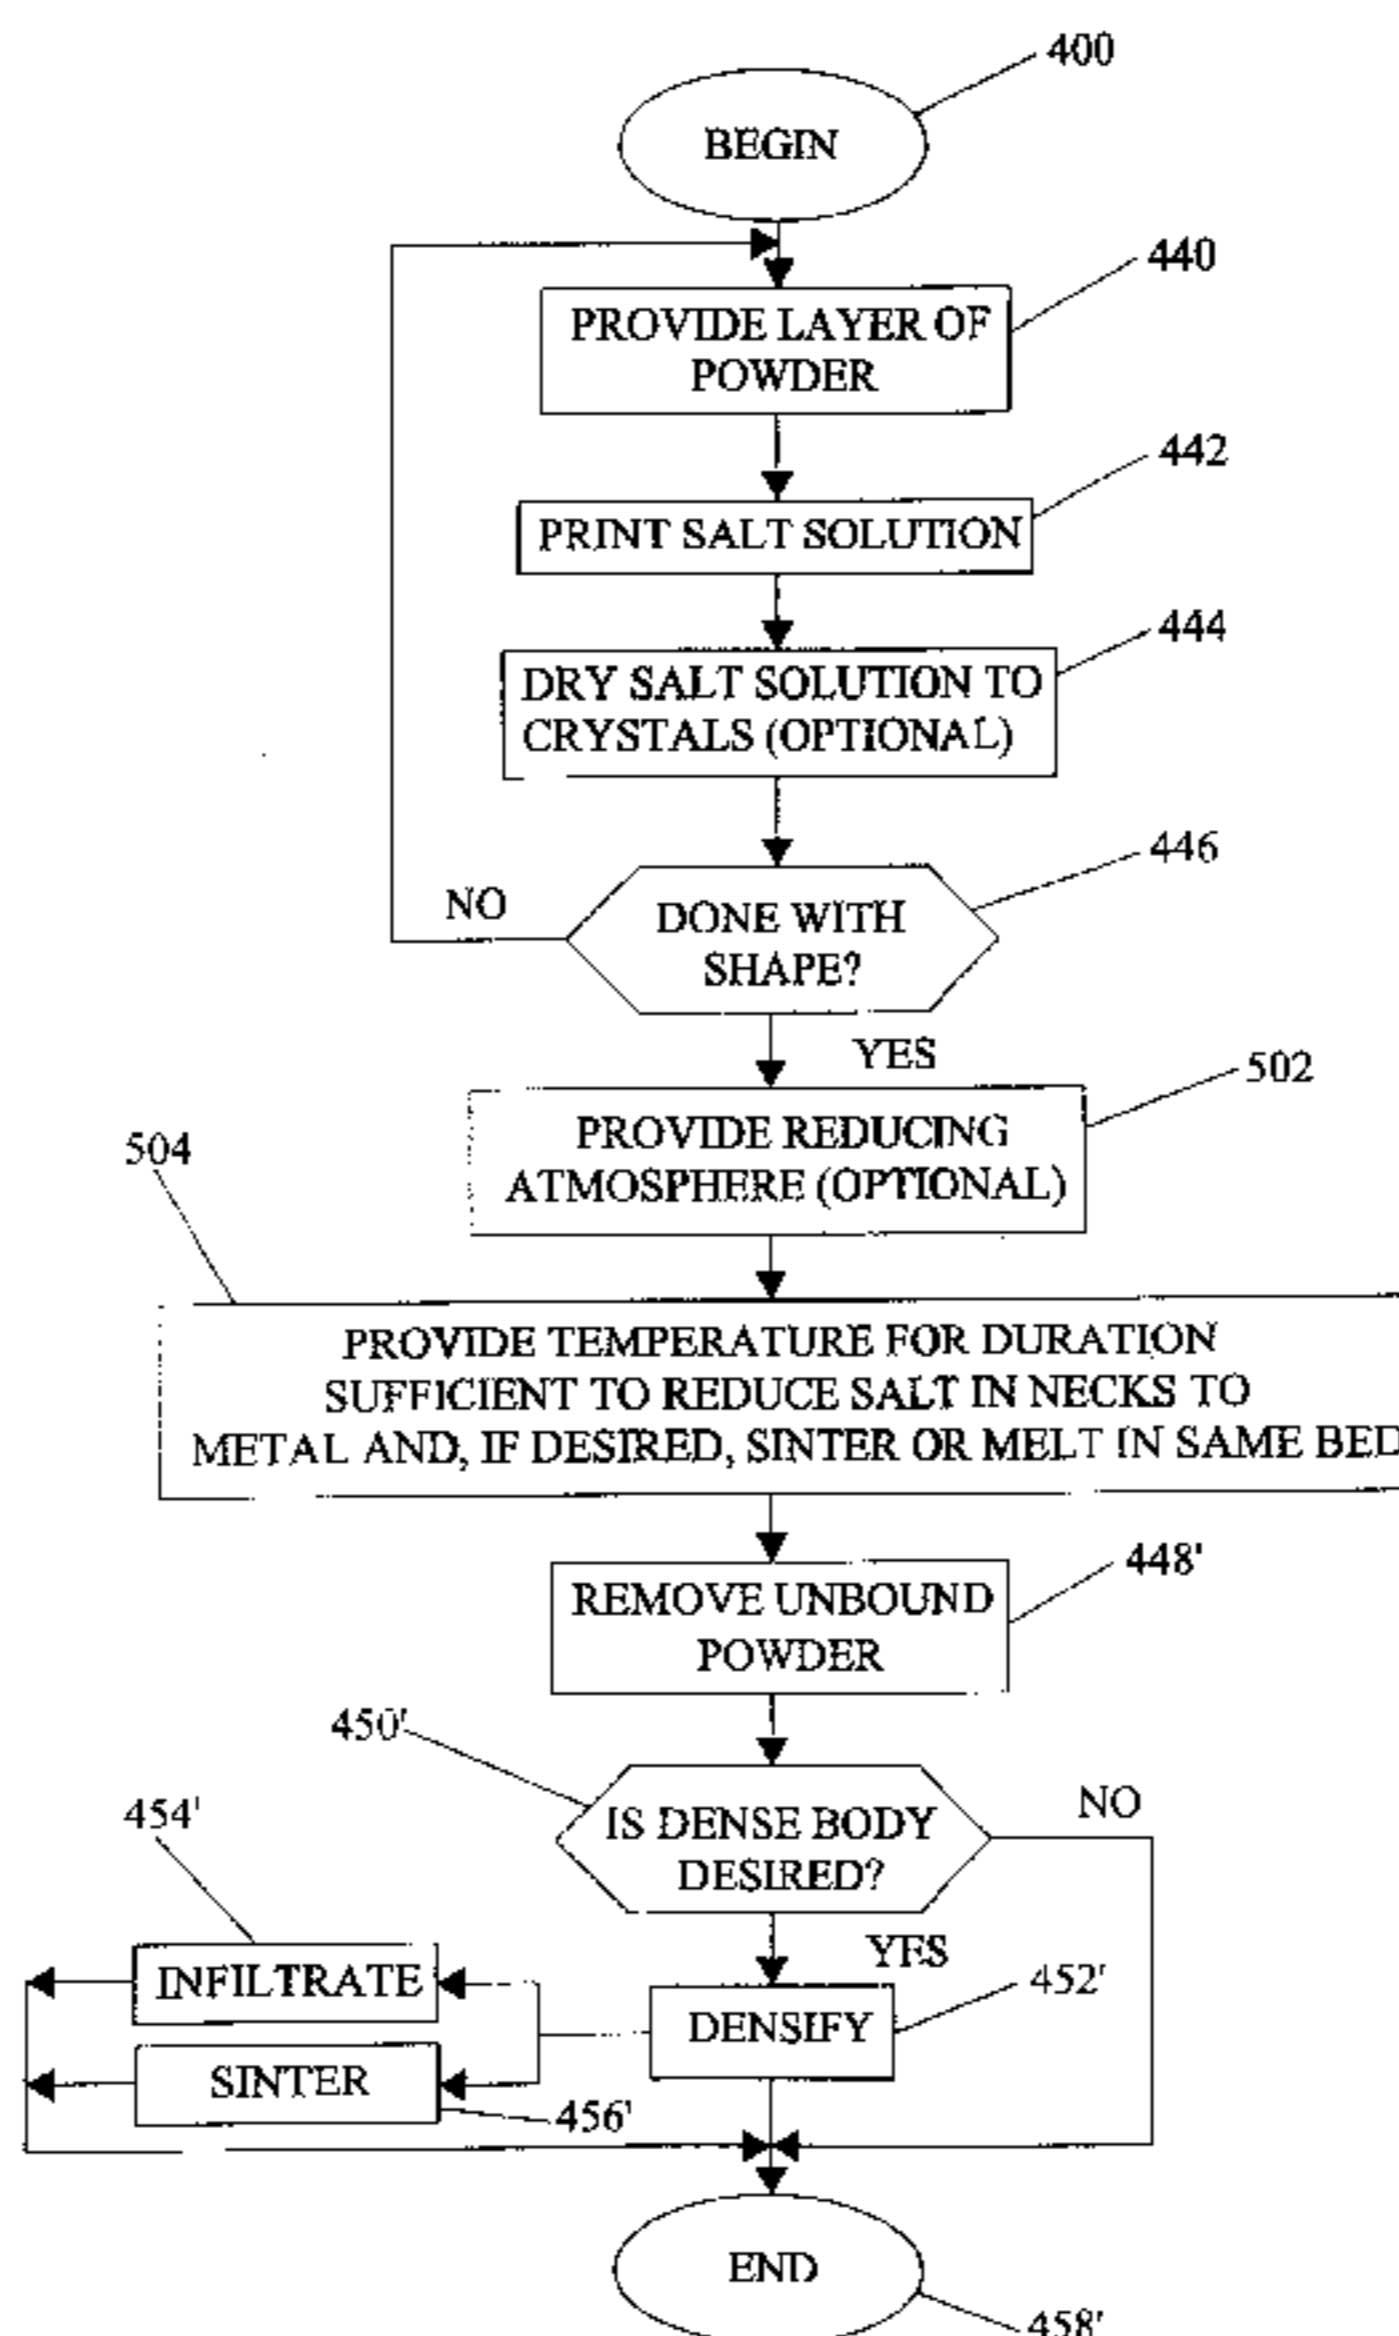 400
BEGIN
440
PROVIDE LAYER OF
POWDER
442
PRINT SALT SOLUTION
444
DRY SALT SOLUTION TO
CRYSTALS (OPTIONAL)
446
NO
DONE WITH
SHAPE?
YES
502
PROVIDE REDUCING
ATMOSPHERE (OPTIONAL)
504
PROVIDE TEMPERATURE FOR DURATION
SUFFICIENT TO REDUCE SALT IN NECKS TO
METAL AND, IF DESIRED, SINTER OR MELT IN SAME BED
448'
REMOVE UNBOUND
POWDER
450'
IS DENSE BODY
DESIRED?
NO
YES
454'
INFILTRATE
452'
DENSIFY
SINTER
456'
END
458'